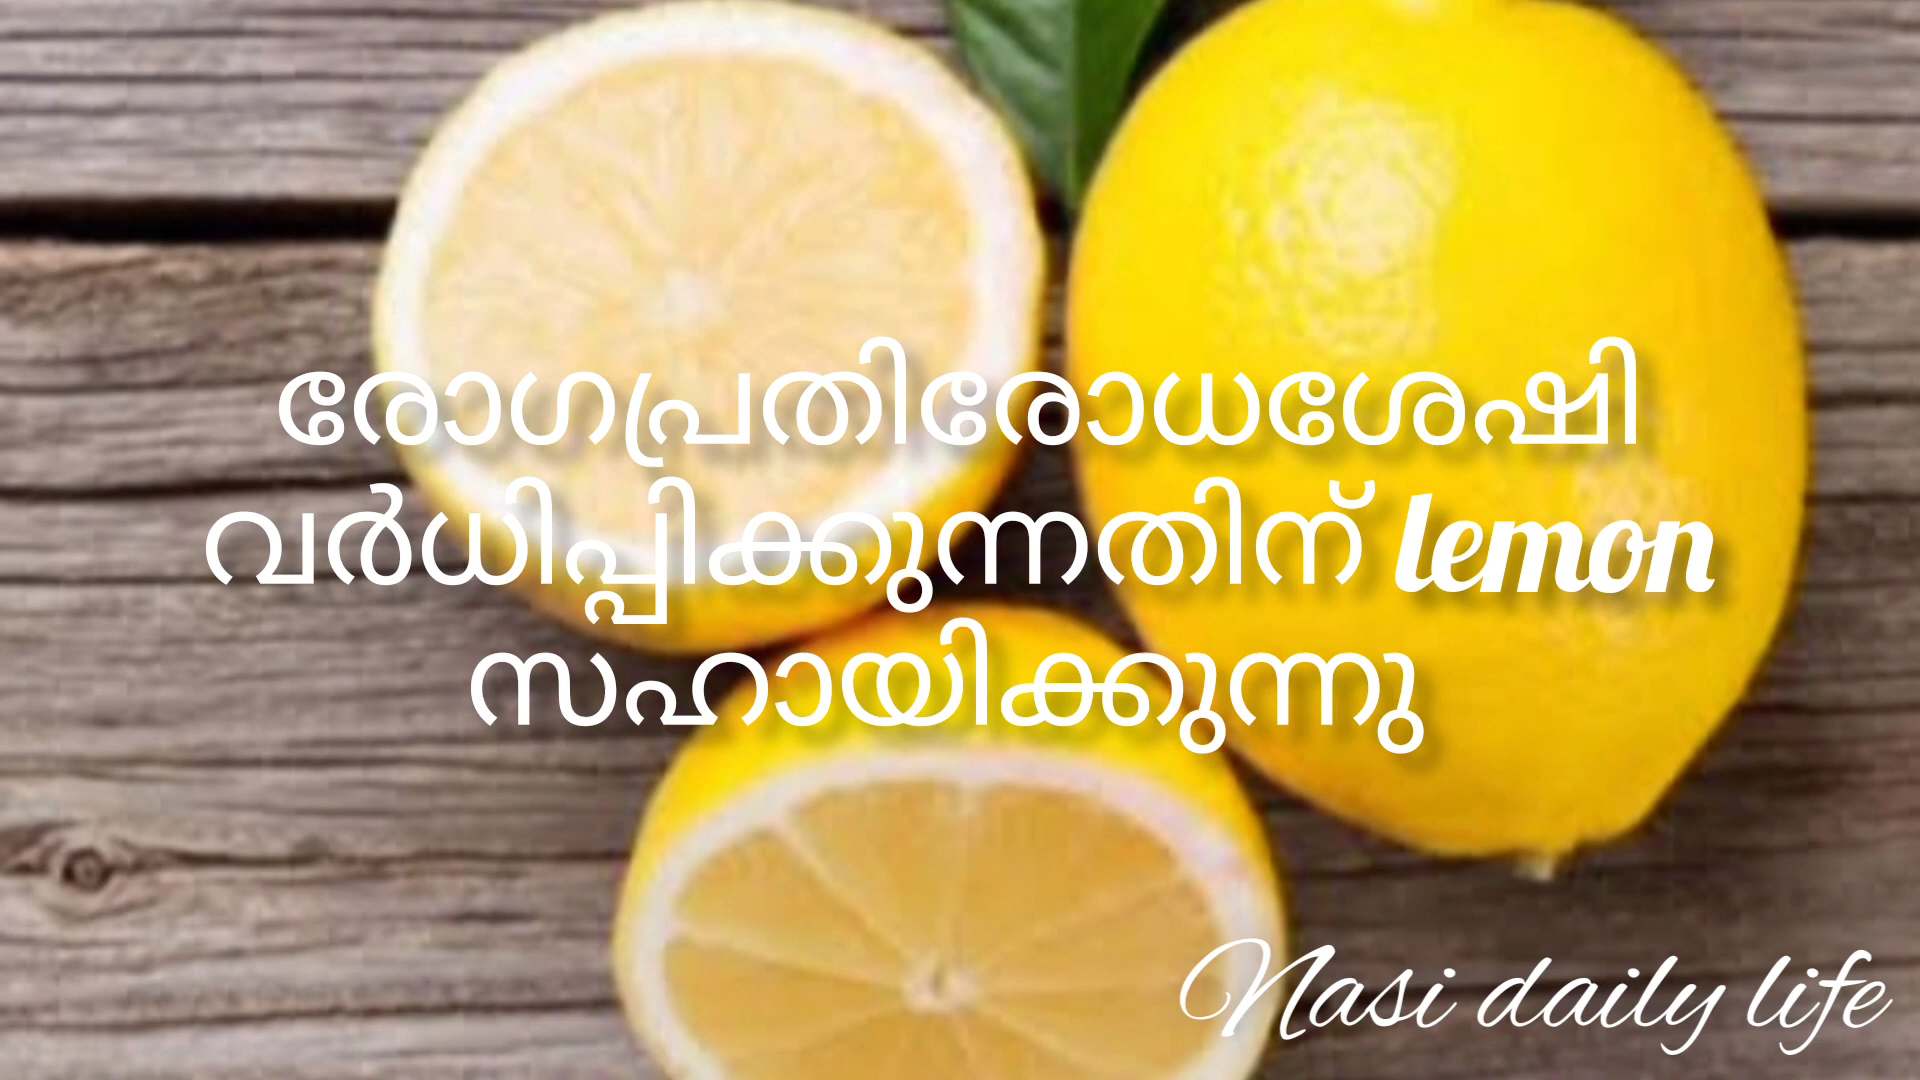 രോഗപ്രതിരോധശേഷി
വർധിപ്പിക്കുന്നതിന് lemon
സഹായിക്കുന്നു
Nasi daily life